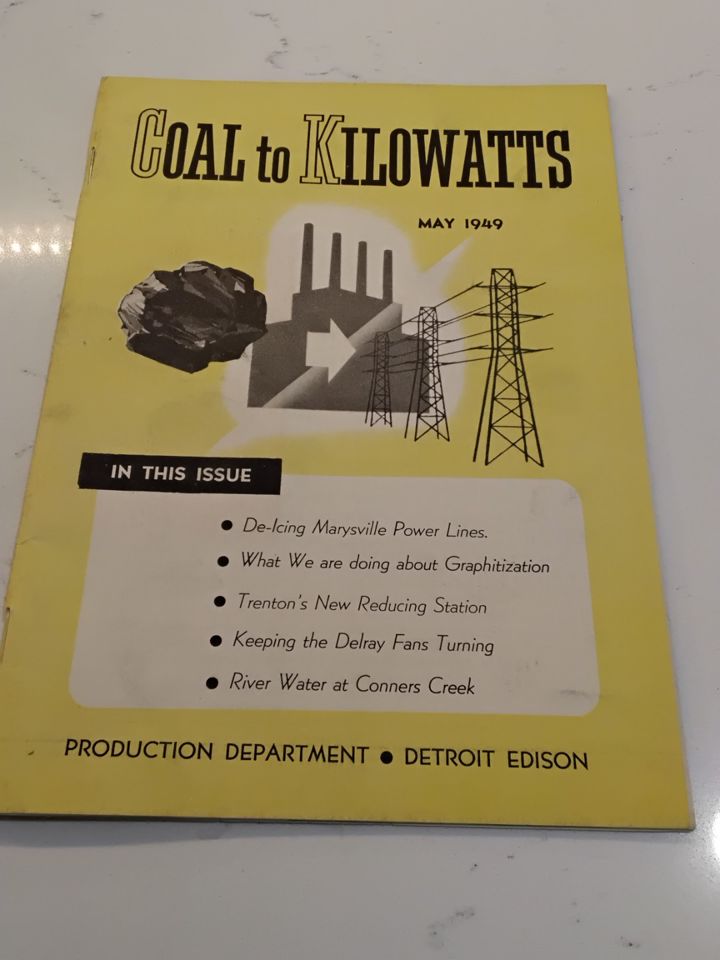 COAL to KILOWATTS
MAY 1949
IN THIS ISSUE
● De-Icing Marysville Power Lines.
● What We are doing about Graphitization
● Trenton's New Reducing Station
● Keeping the Delray Fans Turning
● River Water at Conners Creek
PRODUCTION DEPARTMENT ● DETROIT EDISON